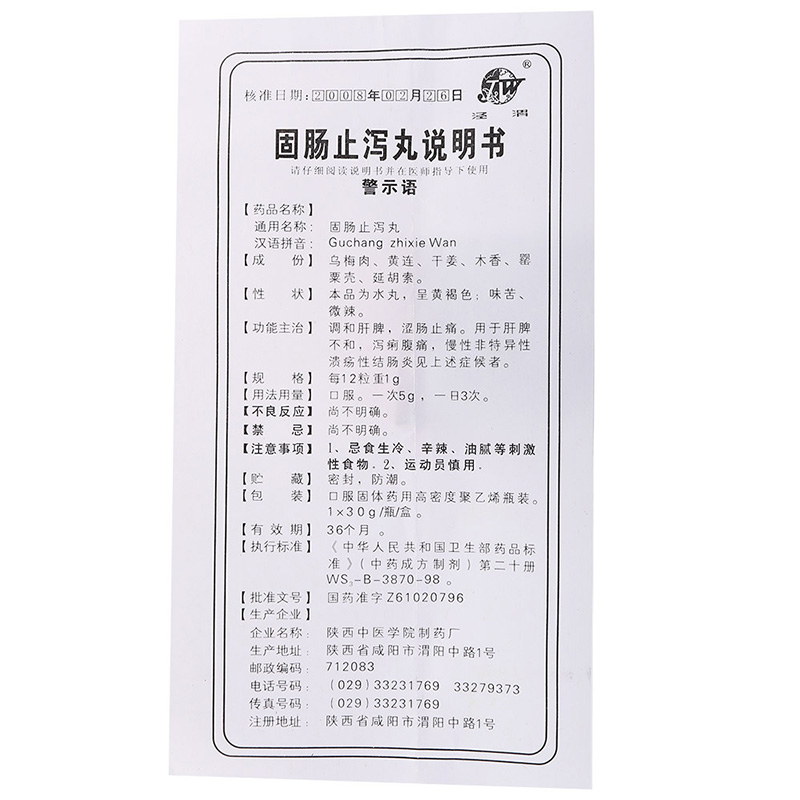 核准日期:2008年02月26日
JW
®
泾渭
固肠止泻丸说明书
请仔细阅读说明书并在医师指导下使用
警示语
【药品名称】
通用名称: 固肠止泻丸
汉语拼音: Guchang zhixie Wan
【成 份】 乌梅肉、黄连、干姜、木香、罂
粟壳、延胡索。
【性 状】 本品为水丸,呈黄褐色;味苦、
微辣。
【功能主治】 调和肝脾,涩肠止痛。用于肝脾
不和,泻痢腹痛,慢性非特异性
溃疡性结肠炎见上述症候者。
【规 格】 每12粒重1g
【用法用量】 口服。一次5g,一日3次。
【不良反应】 尚不明确。
【禁 忌】 尚不明确。
【注意事项】 1、忌食生冷、辛辣、油腻等刺激
性食物.2、运动员慎用.
【贮 藏】 密封,防潮。
【包 装】 口服固体药用高密度聚乙烯瓶装。
1×30g/瓶/盒。
【有 效 期】 36个月。
【执行标准】 《中华人民共和国卫生部药品标
准》(中药成方制剂)第二十册
WS3-B-3870-98。
【批准文号】 国药准字Z61020796
【生产企业】
企业名称: 陕西中医学院制药厂
生产地址: 陕西省咸阳市渭阳中路1号
邮政编码: 712083
电话号码: (029)33231769 33279373
传真号码: (029)33231769
注册地址: 陕西省咸阳市渭阳中路1号